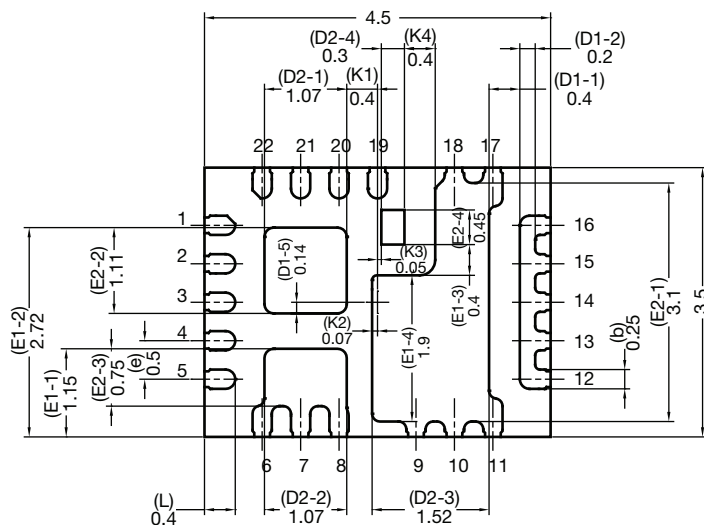 4.5
(D2-4)
0.3
(K4)
0.4
(D1-2)
0.2
(D2-1)
1.07
(K1)
0.4
(D1-1)
0.4
22
21
20
19
18
17
1
2
3
4
5
16
15
14
13
12
6
7
8
9
10
11
(E1-2)
2.72
(E2-2)
1.11
(E1-1)
1.15
(E2-3)
0.75
(e)
0.5
(D1-5)
0.14
(K2)
0.07
(K3)
0.05
(E2-4)
0.45
(E1-3)
0.4
(E1-4)
1.9
(b)
0.25
(E2-1)
3.1
3.5
(L)
0.4
(D2-2)
1.07
(D2-3)
1.52